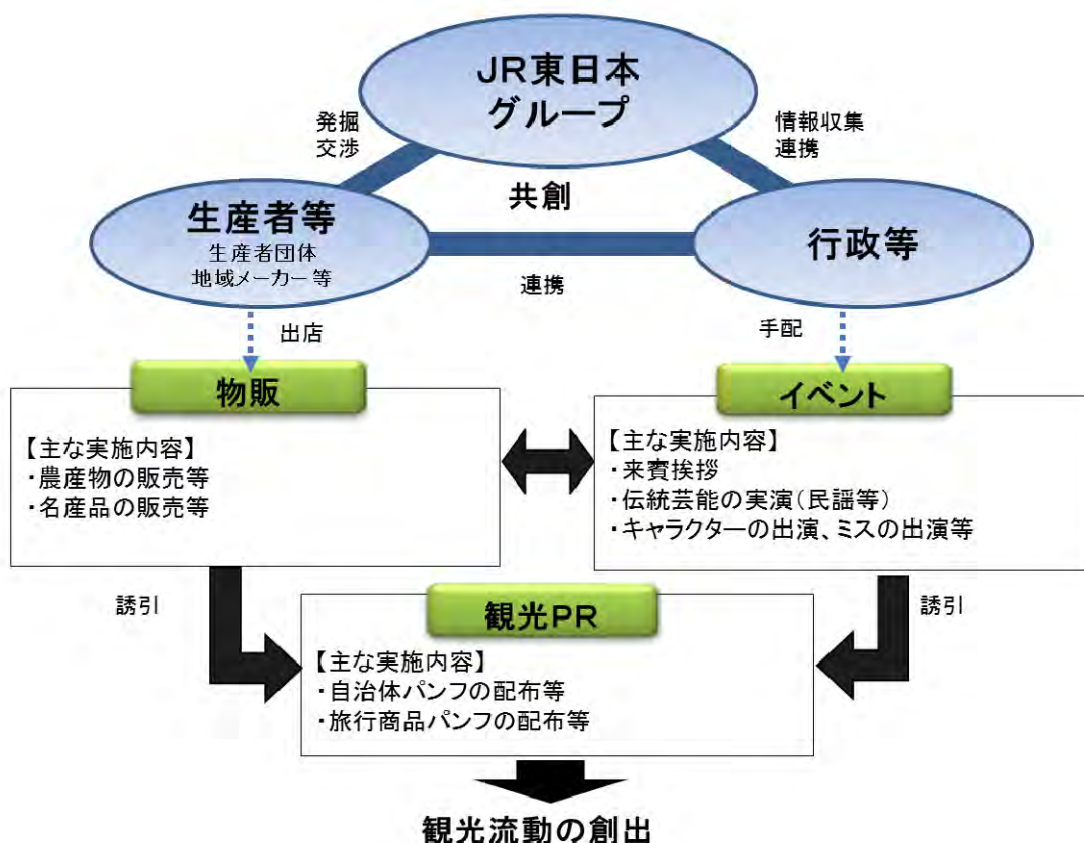 JR東日本
グループ
発掘
交渉
情報収集
連携
共創
生産者等
生産者団体
地域メーカー等
行政等
連携
出店
手配
物販
【主な実施内容】
・農産物の販売等
・名産品の販売等
イベント
【主な実施内容】
・来賓挨拶
・伝統芸能の実演（民謡等）
・キャラクターの出演、ミスの出演等
誘引
誘引
観光PR
【主な実施内容】
・自治体パンフの配布等
・旅行商品パンフの配布等
観光流動の創出